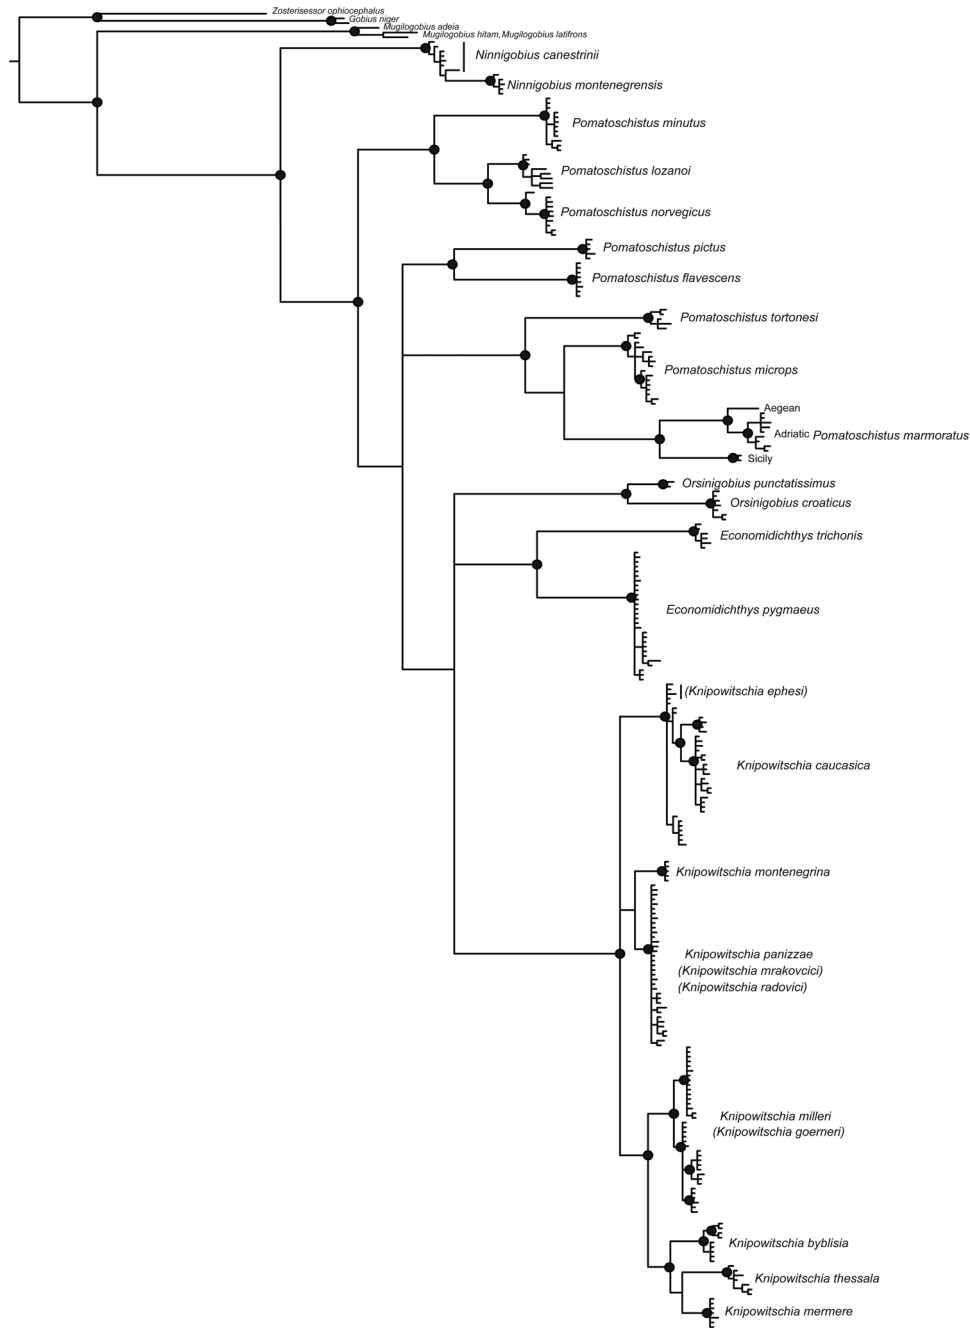 Zosterisessor ophiocephalus
Gobius niger
Mugilogobius adeia
Mugilogobius hitam, Mugilogobius latifrons
Ninnigobius canestrinii
Ninnigobius montenegrensis
Pomatoschistus minutus
Pomatoschistus lozanoi
Pomatoschistus norvegicus
Pomatoschistus pictus
Pomatoschistus flavescens
Pomatoschistus tortonesi
Pomatoschistus microps
Aegean
Adriatic Pomatoschistus marmoratus
Sicily
Orsinigobius punctatissimus
Orsinigobius croaticus
Economidichthys trichonis
Economidichthys pygmaeus
(Knipowitschia ephesi)
Knipowitschia caucasica
Knipowitschia montenegrina
Knipowitschia panizzae
(Knipowitschia mrakovcici)
(Knipowitschia radovici)
Knipowitschia milleri
(Knipowitschia goerneri)
Knipowitschia byblisia
Knipowitschia thessala
Knipowitschia mermere